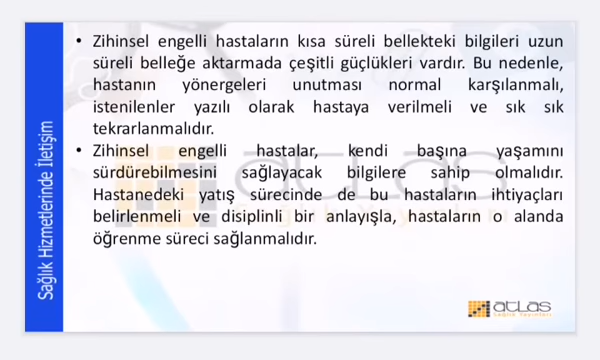 • Zihinsel engelli hastaların kısa süreli bellekteki bilgileri uzun
süreli belleğe aktarmada çeşitli güçlükleri vardır. Bu nedenle,
hastanın yönergeleri unutması normal karşılanmalı,
istenilenler yazılı olarak hastaya verilmeli ve sık sık
tekrarlanmalıdır.
• Zihinsel engelli hastalar, kendi başına yaşamını
sürdürebilmesini sağlayacak bilgilere sahip olmalıdır.
Hastanedeki yatış sürecinde de bu hastaların ihtiyaçları
belirlenmeli ve disiplinli bir anlayışla, hastaların o alanda
öğrenme süreci sağlanmalıdır.
Sağlık Hizmetlerinde İletişim
atlas
Sağlık Yayınları